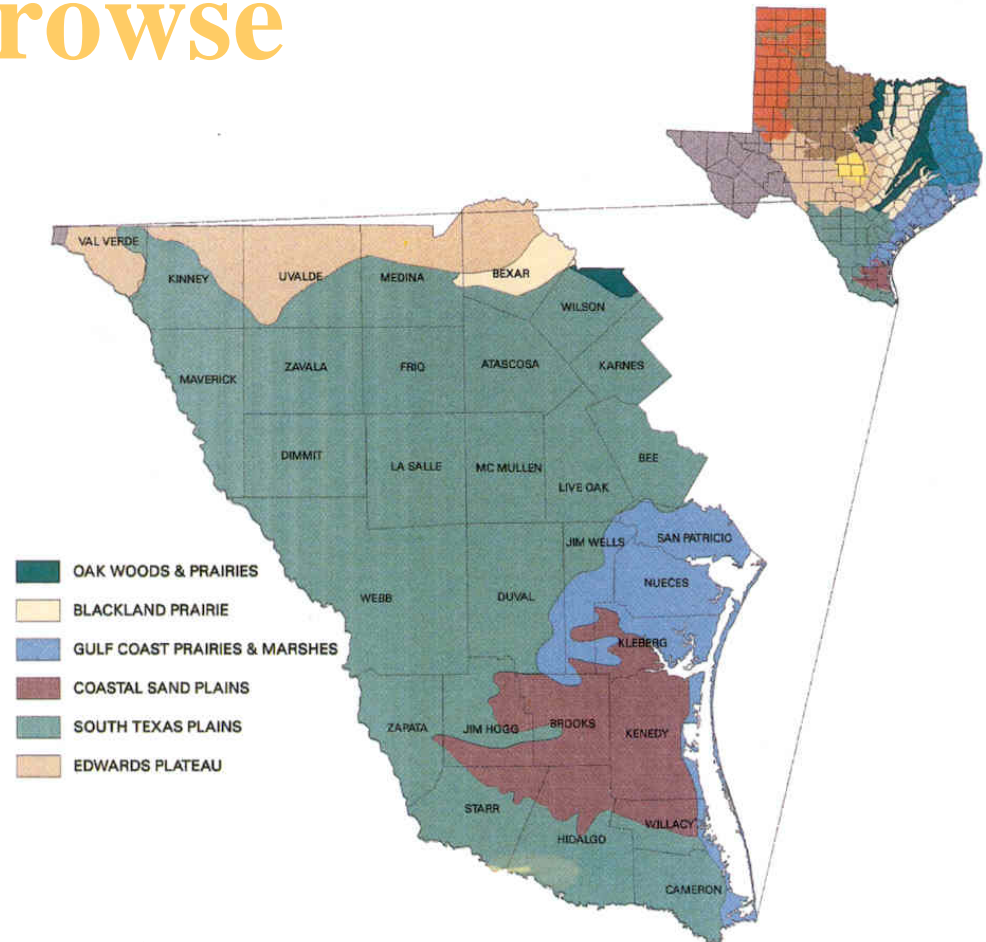 rowse
VAL VERDE
KINNEY
UVALDE
MEDINA
BEXAR
WILSON
MAVERICK
ZAVALA
FRIO
ATASCOSA
KARNES
DIMMIT
LA SALLE
MC MULLEN
LIVE OAK
BEE
JIM WELLS
SAN PATRICIO
NUECES
WEBB
DUVAL
KLEBERG
ZAPATA
JIM HOGG
BROOKS
KENEDY
STARR
HIDALGO
WILLACY
CAMERON
OAK WOODS & PRAIRIES
BLACKLAND PRAIRIE
GULF COAST PRAIRIES & MARSHES
COASTAL SAND PLAINS
SOUTH TEXAS PLAINS
EDWARDS PLATEAU